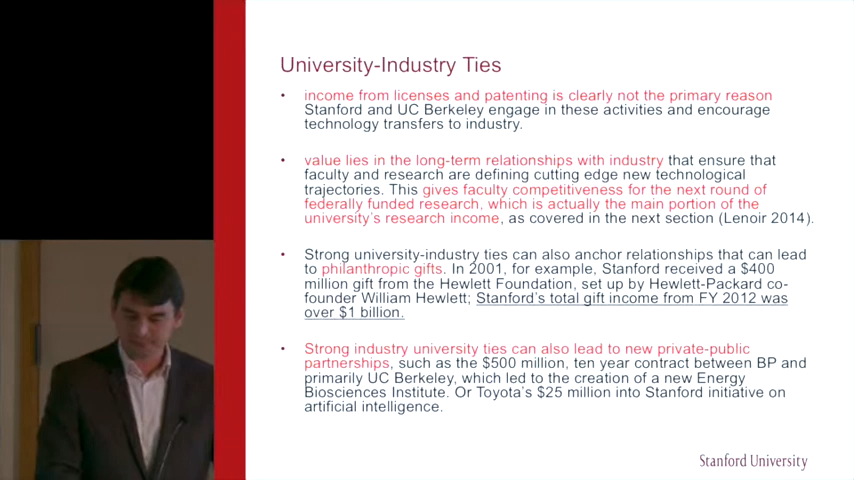 University-Industry Ties
• income from licenses and patenting is clearly not the primary reason
Stanford and UC Berkeley engage in these activities and encourage
technology transfers to industry.
• value lies in the long-term relationships with industry that ensure that
faculty and research are defining cutting edge new technological
trajectories. This gives faculty competitiveness for the next round of
federally funded research, which is actually the main portion of the
university's research income, as covered in the next section (Lenoir 2014).
• Strong university-industry ties can also anchor relationships that can lead
to philanthropic gifts. In 2001, for example, Stanford received a $400
million gift from the Hewlett Foundation, set up by Hewlett-Packard co-
founder William Hewlett; Stanford's total gift income from FY 2012 was
over $1 billion.
• Strong industry university ties can also lead to new private-public
partnerships, such as the $500 million, ten year contract between BP and
primarily UC Berkeley, which led to the creation of a new Energy
Biosciences Institute. Or Toyota's $25 million into Stanford initiative on
artificial intelligence.
Stanford University